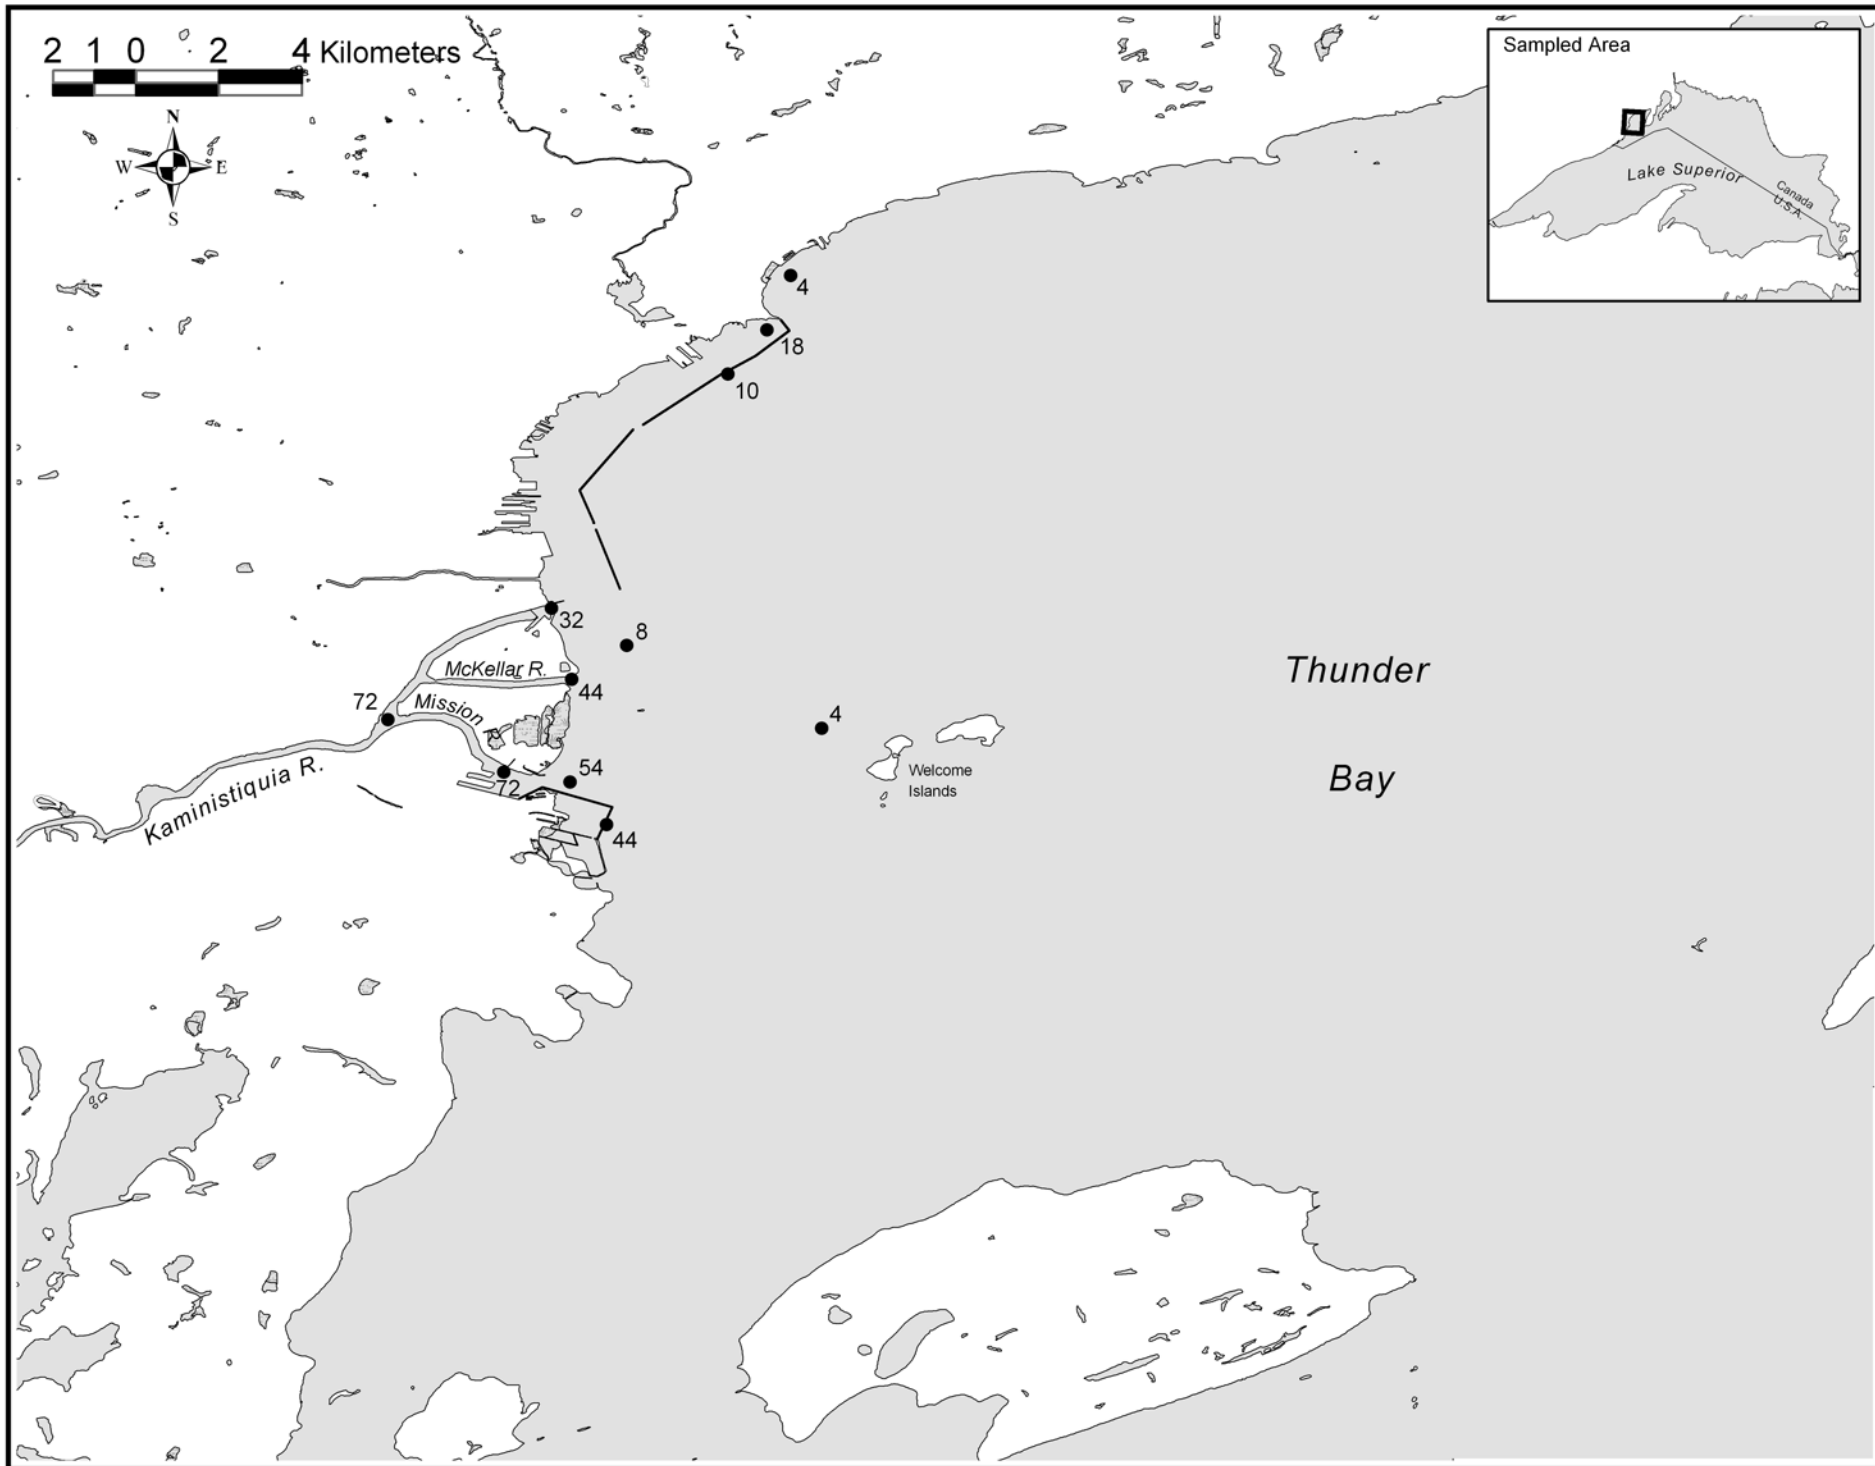 2 1 0 2 4 Kilometers
N
W E
S
Sampled Area
Lake Superior
Canada
U.S.A.
4
18
10
32
8
McKellar R.
44
72
Mission
R.
4
54
72
Welcome
Islands
44
Kaministiquia R.
Thunder
Bay